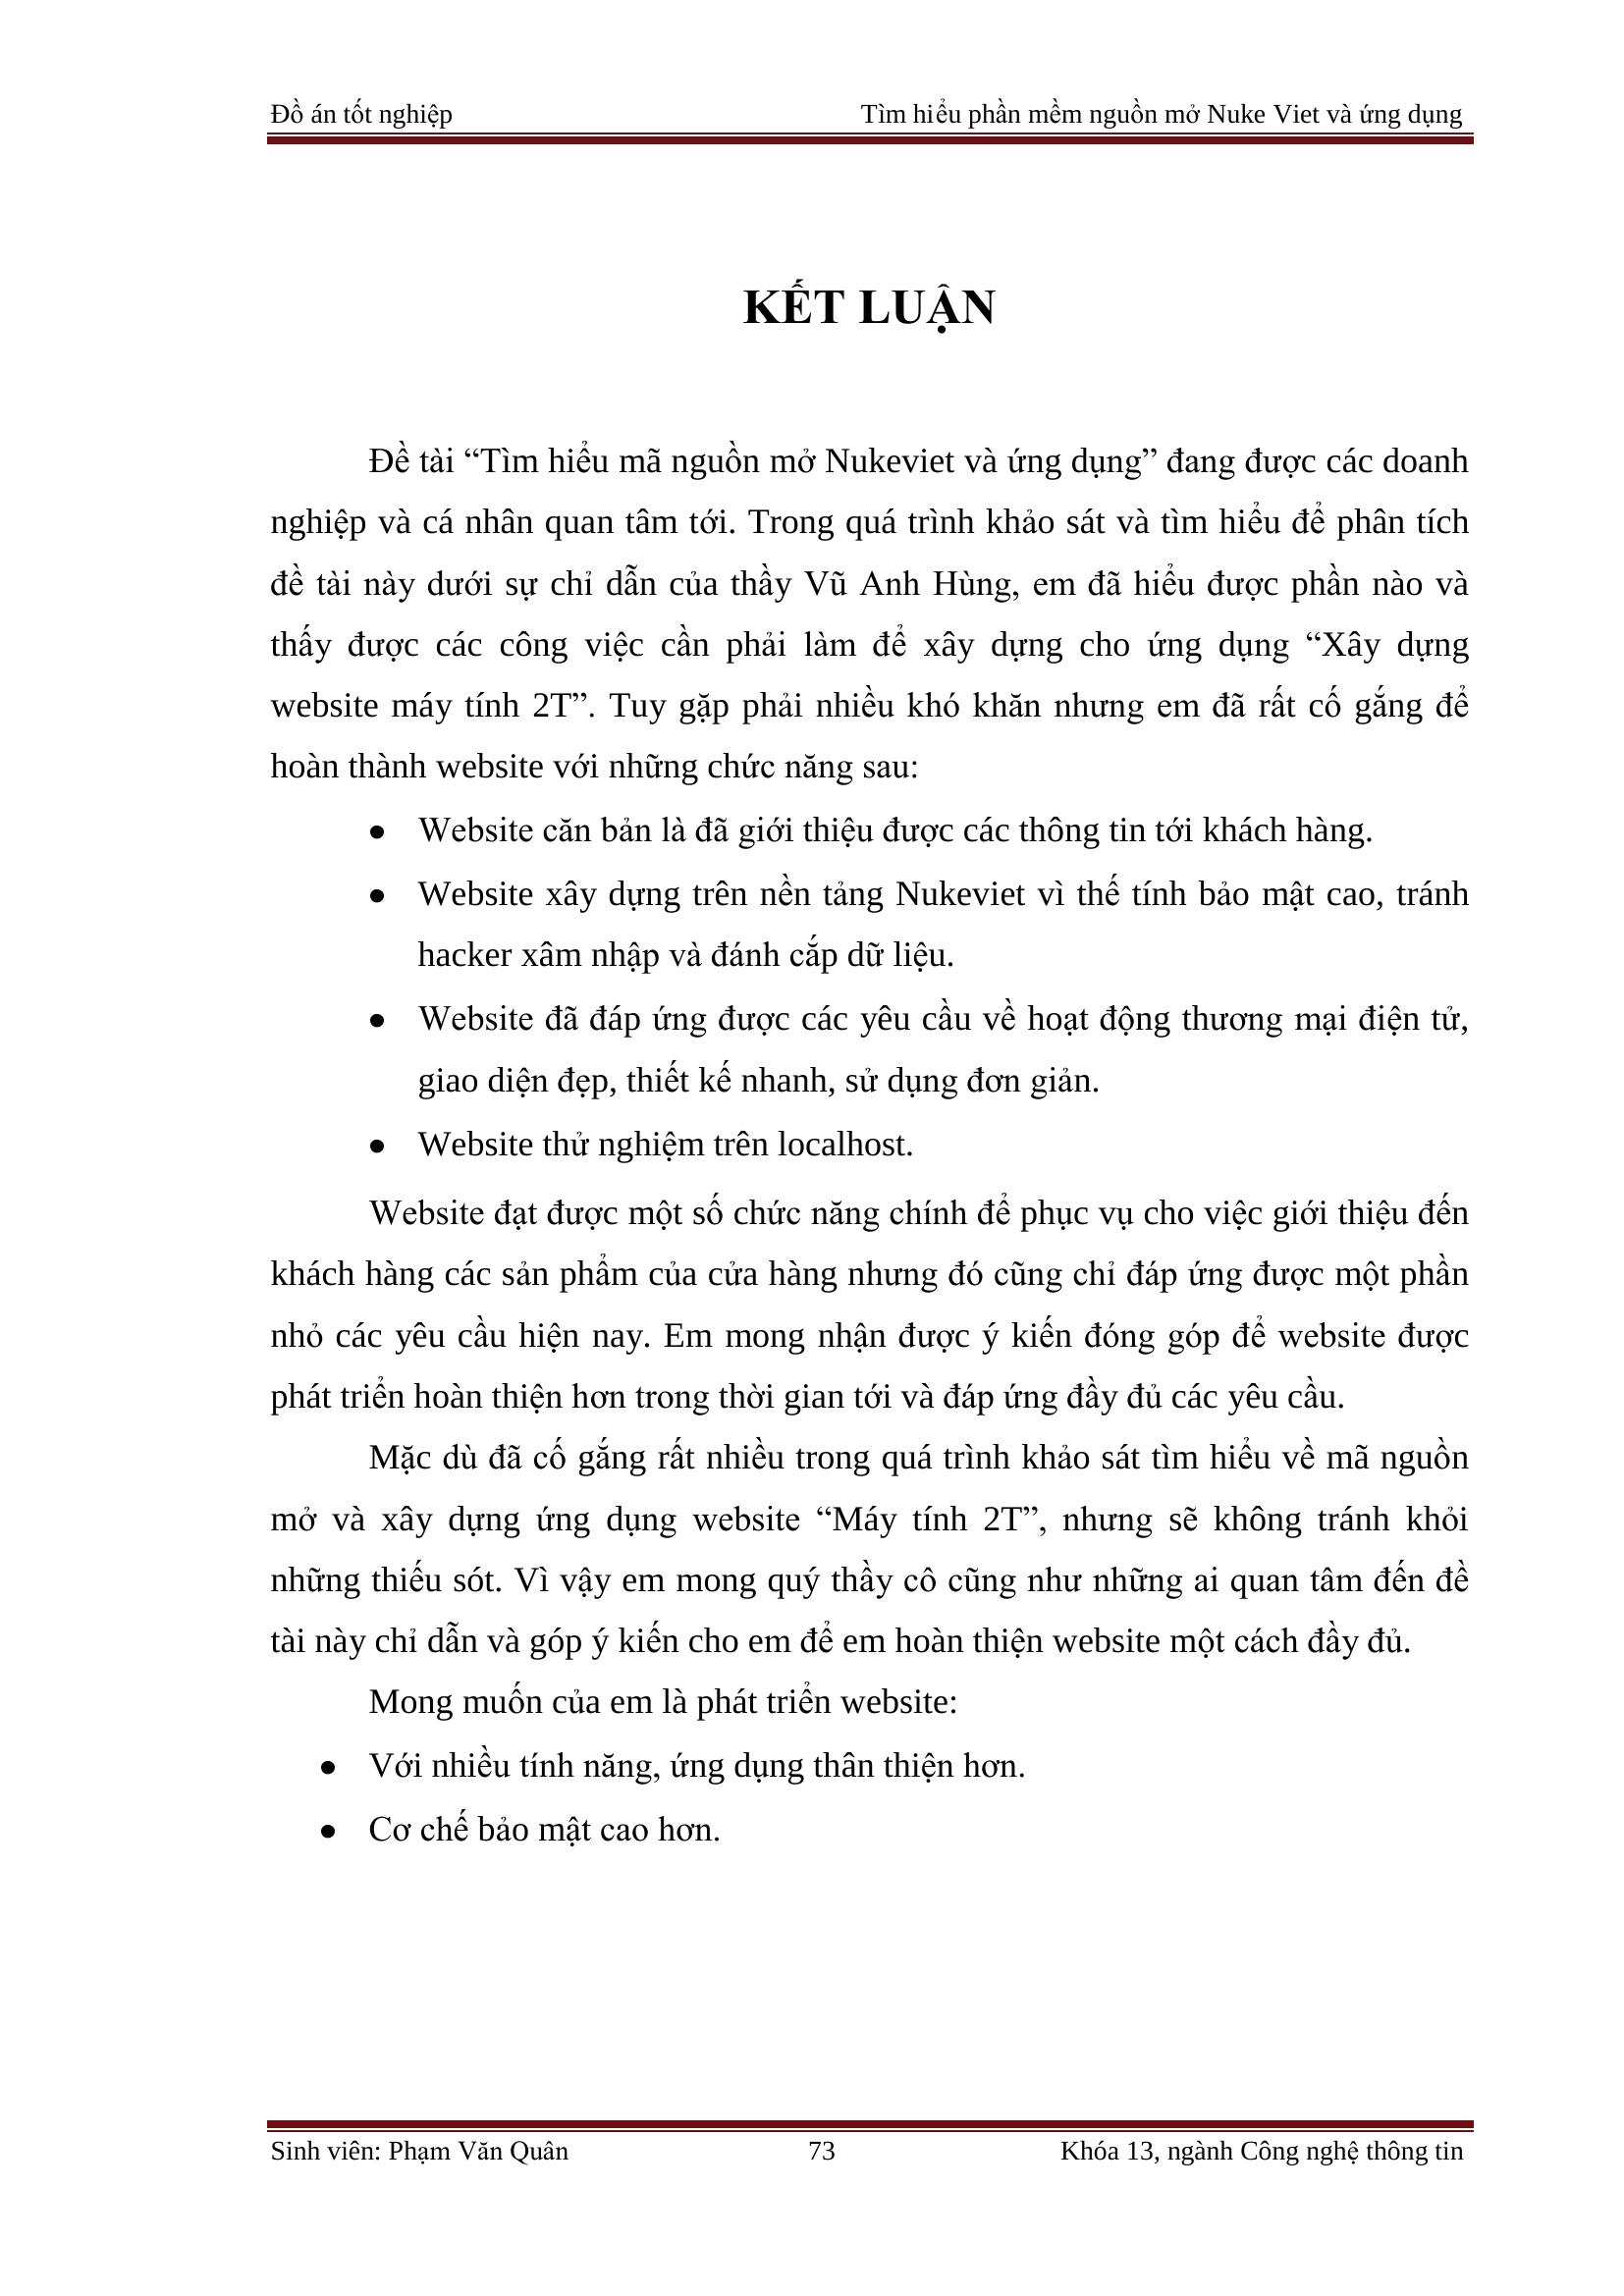 Đồ án tốt nghiệp Tìm hiểu phần mềm nguồn mở Nuke Viet và ứng dụng
KẾT LUẬN
Đề tài “Tìm hiểu mã nguồn mở Nukeviet và ứng dụng” đang được các doanh
nghiệp và cá nhân quan tâm tới. Trong quá trình khảo sát và tìm hiểu để phân tích
đề tài này dưới sự chỉ dẫn của thầy Vũ Anh Hùng, em đã hiểu được phần nào và
thấy được các công việc cần phải làm để xây dựng cho ứng dụng “Xây dựng
website máy tính 2T”. Tuy gặp phải nhiều khó khăn nhưng em đã rất cố gắng để
hoàn thành website với những chức năng sau:
● Website căn bản là đã giới thiệu được các thông tin tới khách hàng.
● Website xây dựng trên nền tảng Nukeviet vì thế tính bảo mật cao, tránh
hacker xâm nhập và đánh cắp dữ liệu.
● Website đã đáp ứng được các yêu cầu về hoạt động thương mại điện tử,
giao diện đẹp, thiết kế nhanh, sử dụng đơn giản.
● Website thử nghiệm trên localhost.
Website đạt được một số chức năng chính để phục vụ cho việc giới thiệu đến
khách hàng các sản phẩm của cửa hàng nhưng đó cũng chỉ đáp ứng được một phần
nhỏ các yêu cầu hiện nay. Em mong nhận được ý kiến đóng góp để website được
phát triển hoàn thiện hơn trong thời gian tới và đáp ứng đầy đủ các yêu cầu.
Mặc dù đã cố gắng rất nhiều trong quá trình khảo sát tìm hiểu về mã nguồn
mở và xây dựng ứng dụng website “Máy tính 2T”, nhưng sẽ không tránh khỏi
những thiếu sót. Vì vậy em mong quý thầy cô cũng như những ai quan tâm đến đề
tài này chỉ dẫn và góp ý kiến cho em để em hoàn thiện website một cách đầy đủ.
Mong muốn của em là phát triển website:
● Với nhiều tính năng, ứng dụng thân thiện hơn.
● Cơ chế bảo mật cao hơn.
Sinh viên: Phạm Văn Quân 73 Khóa 13, ngành Công nghệ thông tin